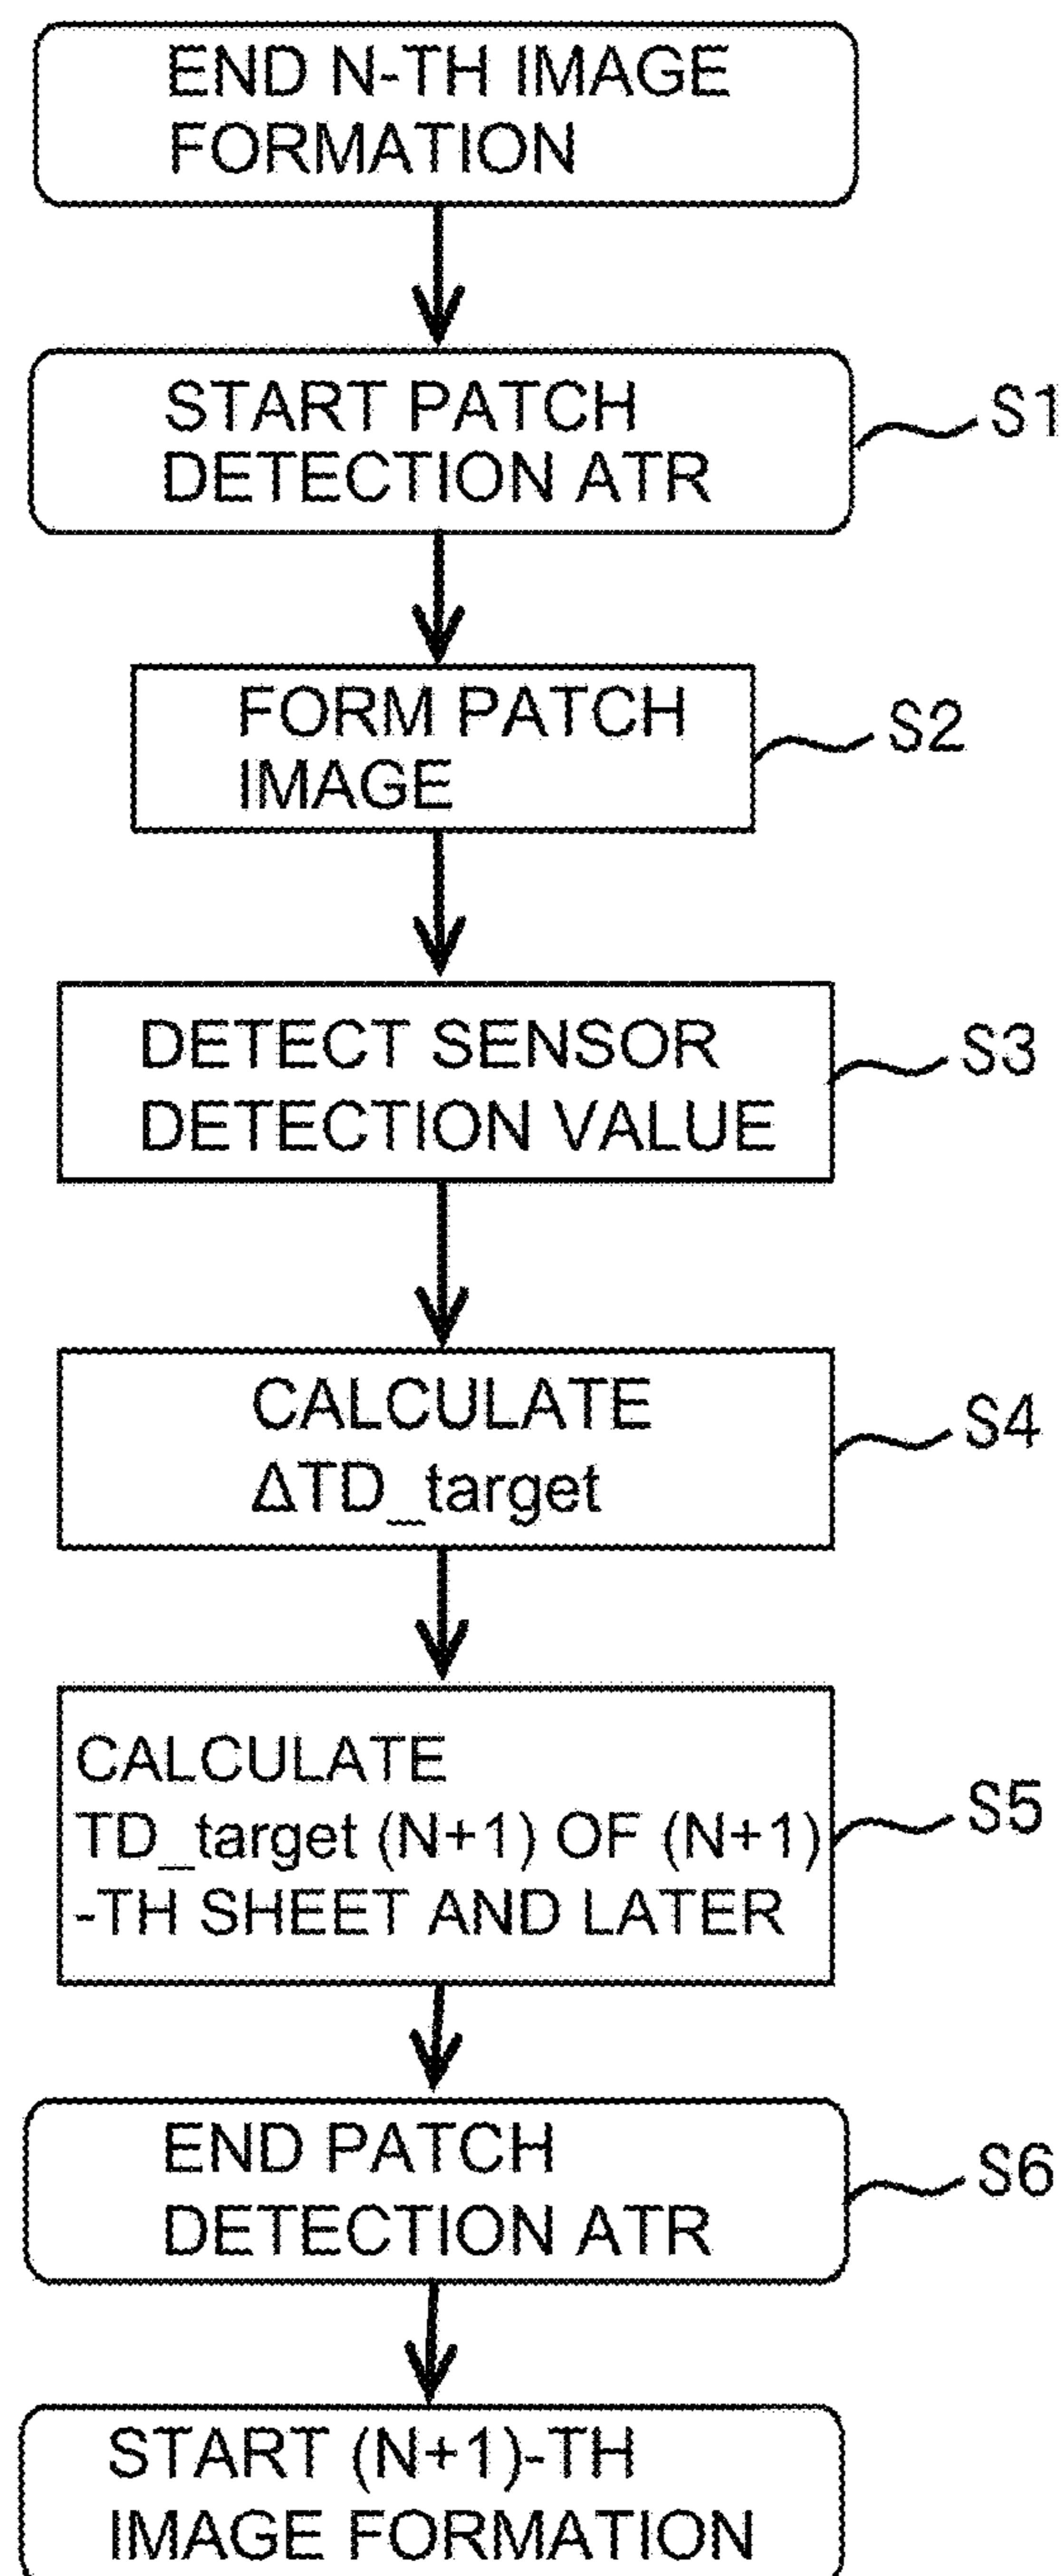 END N-TH IMAGE
FORMATION
START PATCH
DETECTION ATR
S1
FORM PATCH
IMAGE
S2
DETECT SENSOR
DETECTION VALUE
S3
CALCULATE
ΔTD_target
S4
CALCULATE
TD_target (N+1) OF (N+1)
-TH SHEET AND LATER
S5
END PATCH
DETECTION ATR
S6
START (N+1)-TH
IMAGE FORMATION